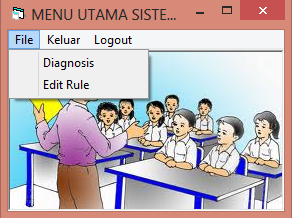 MENU UTAMA SISTE...
File Keluar Logout
Diagnosis
Edit Rule